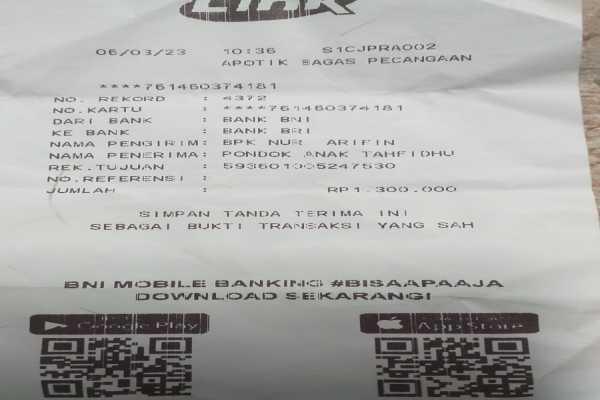 LINK
06/03/23 10:36 S1CJPRA002
APOTIK BAGAS PECANGAAN
****761460374181
NO. REKORD : 4372
NO.KARTU : ****761460374181
DARI BANK : BANK BNI
KE BANK : BANK BRI
NAMA PENGIRIM: BPK NUR ARIFIN
NAMA PENERIMA: PONDOK ANAK TAHFIDHU
REK.TUJUAN : 593601035247530
NO.REFERENSI :
JUMLAH RP1.300.000
SIMPAN TANDA TERIMA INI
SEBAGAI BUKTI TRANSAKSI YANG SAH
BNI MOBILE BANKING #BISAAPAAJA
DOWNLOAD SEKARANG!
Google Play
App Store